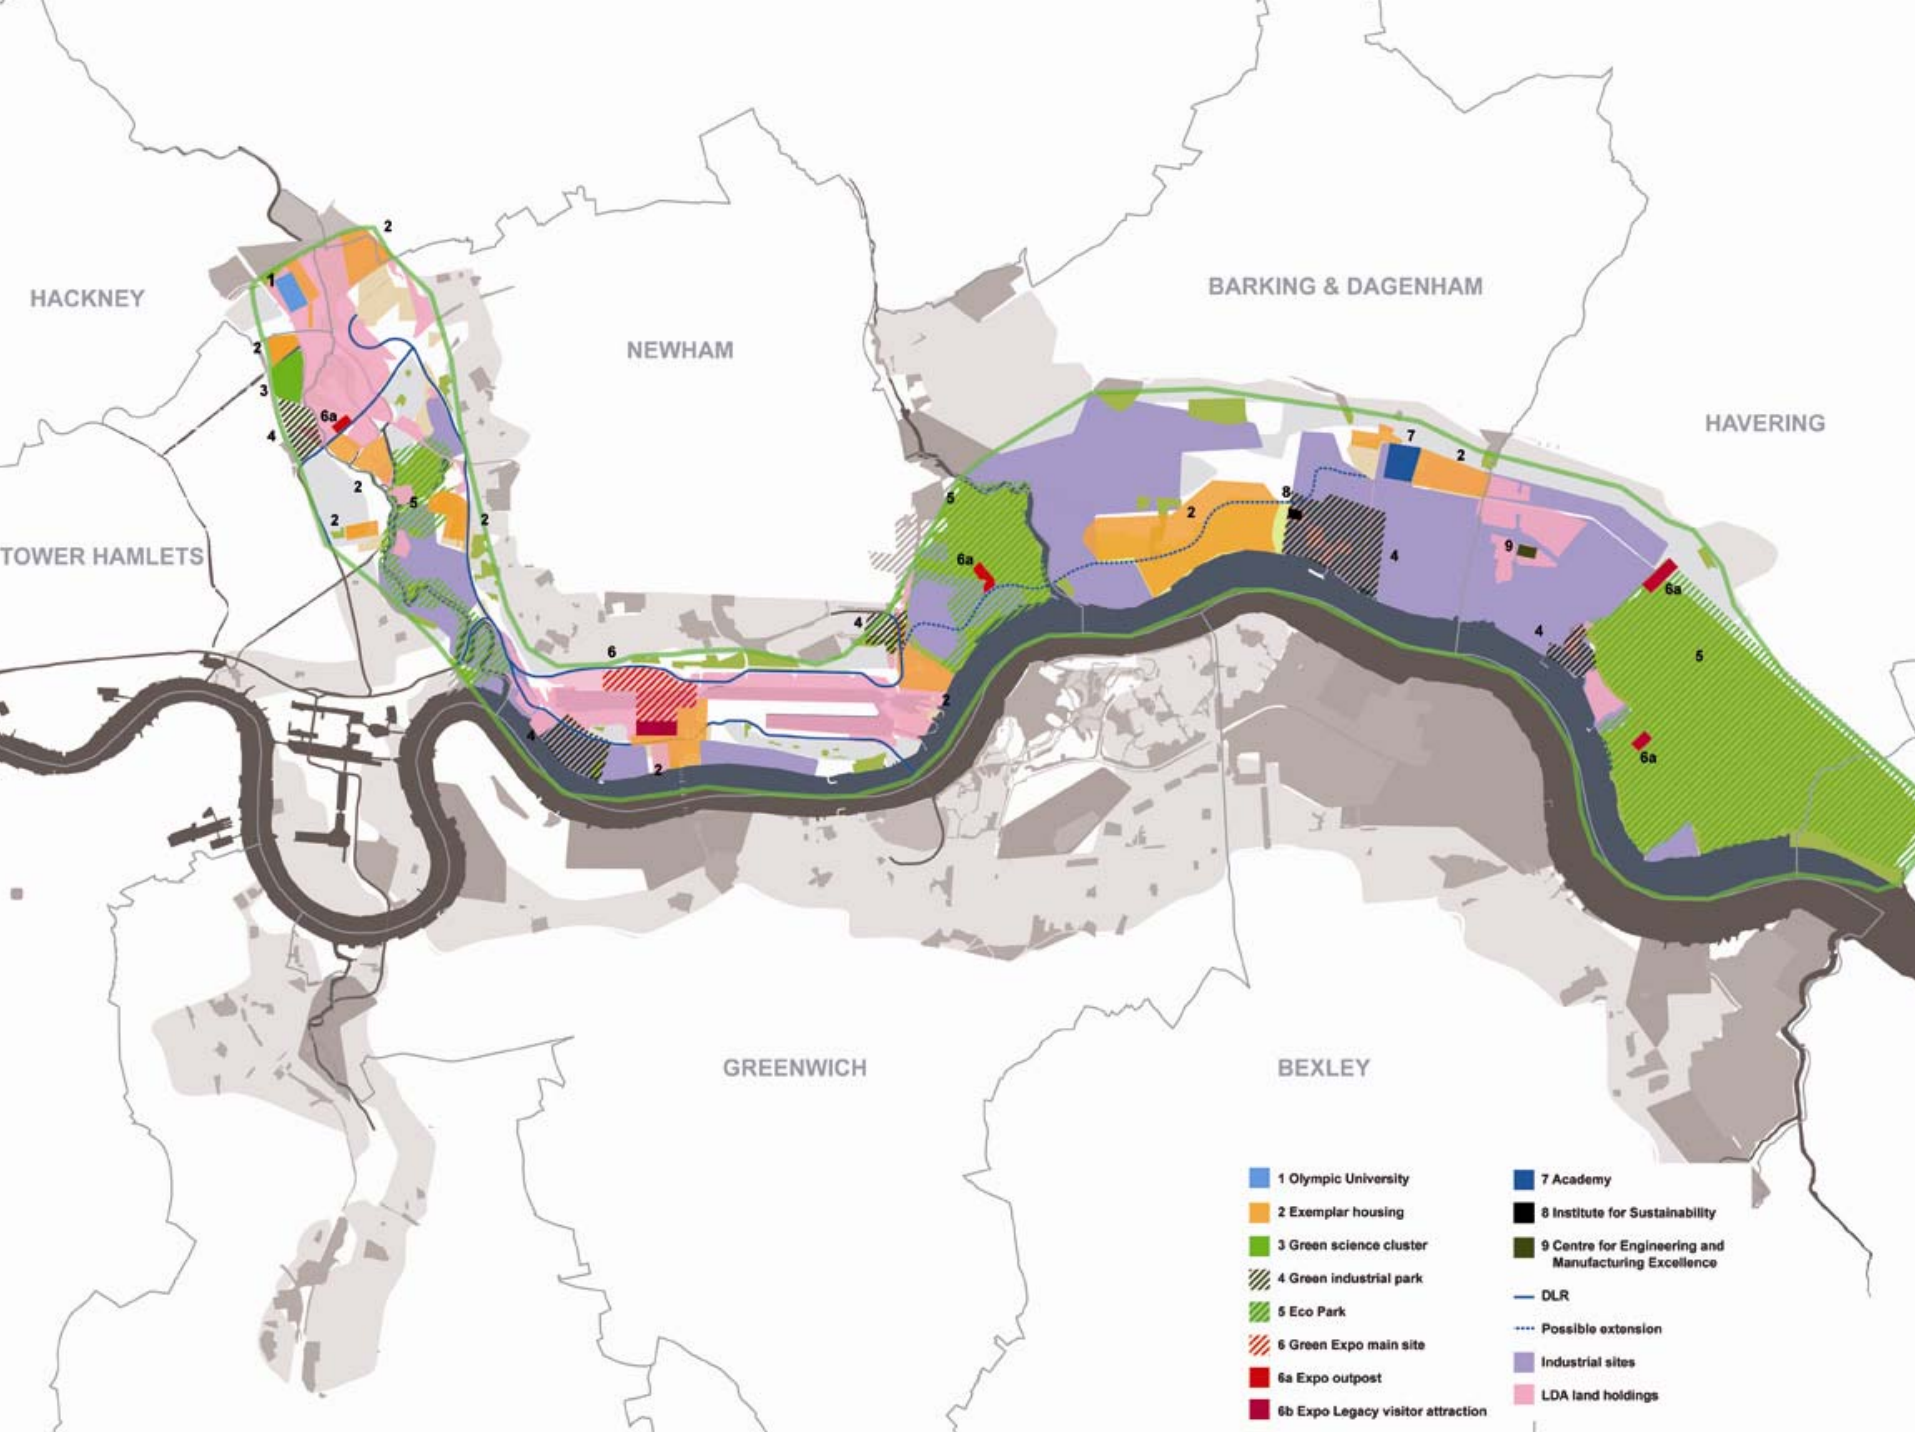 2
HACKNEY
1
BARKING & DAGENHAM
2
NEWHAM
3
6a
4
HAVERING
7
2
2
5
5
8
2
2
2
TOWER HAMLETS
6a
9
4
6a
4
4
6
5
2
4
2
6a
GREENWICH
BEXLEY
1 Olympic University
2 Exemplar housing
3 Green science cluster
4 Green industrial park
5 Eco Park
6 Green Expo main site
6a Expo outpost
6b Expo Legacy visitor attraction
7 Academy
8 Institute for Sustainability
9 Centre for Engineering and
Manufacturing Excellence
DLR
Possible extension
Industrial sites
LDA land holdings